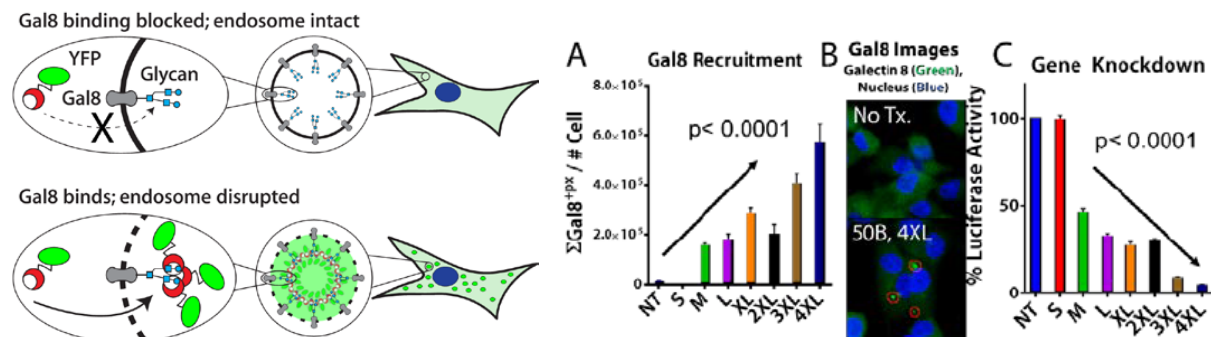 Gal8 binding blocked; endosome intact
YFP
Glycan
Gal8
X
Gal8 binds; endosome disrupted
A
Gal8 Recruitment
ΣGal8⁺ᵖˣ / # Cell
8.0×10⁵
6.0×10⁵
4.0×10⁵
2.0×10⁵
0
p< 0.0001
NT
S
M
L
XL
2XL
3XL
4XL
B
Gal8 Images
Galectin 8 (Green),
Nucleus (Blue)
No Tx.
50B, 4XL
C
Gene Knockdown
% Luciferase Activity
100
50
0
p< 0.0001
NT
S
M
L
XL
2XL
3XL
4XL